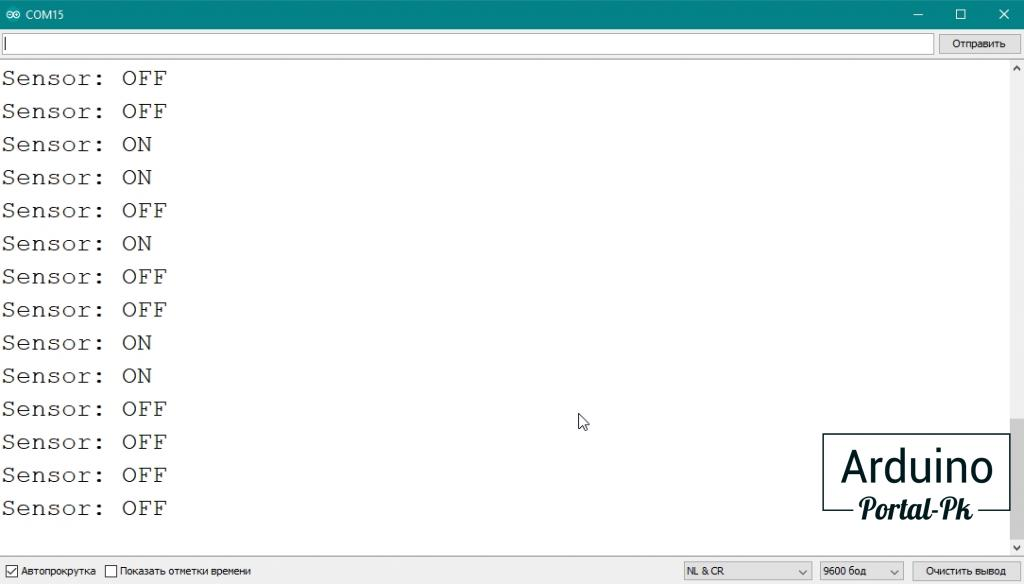 COM15
Отправить
Sensor: OFF
Sensor: OFF
Sensor: ON
Sensor: ON
Sensor: OFF
Sensor: ON
Sensor: OFF
Sensor: OFF
Sensor: ON
Sensor: ON
Sensor: OFF
Sensor: OFF
Sensor: OFF
Sensor: OFF
Arduino
Portal-Pk
Автопрокрутка Показать отметки времени NL & CR 9600 бод Очистить вывод